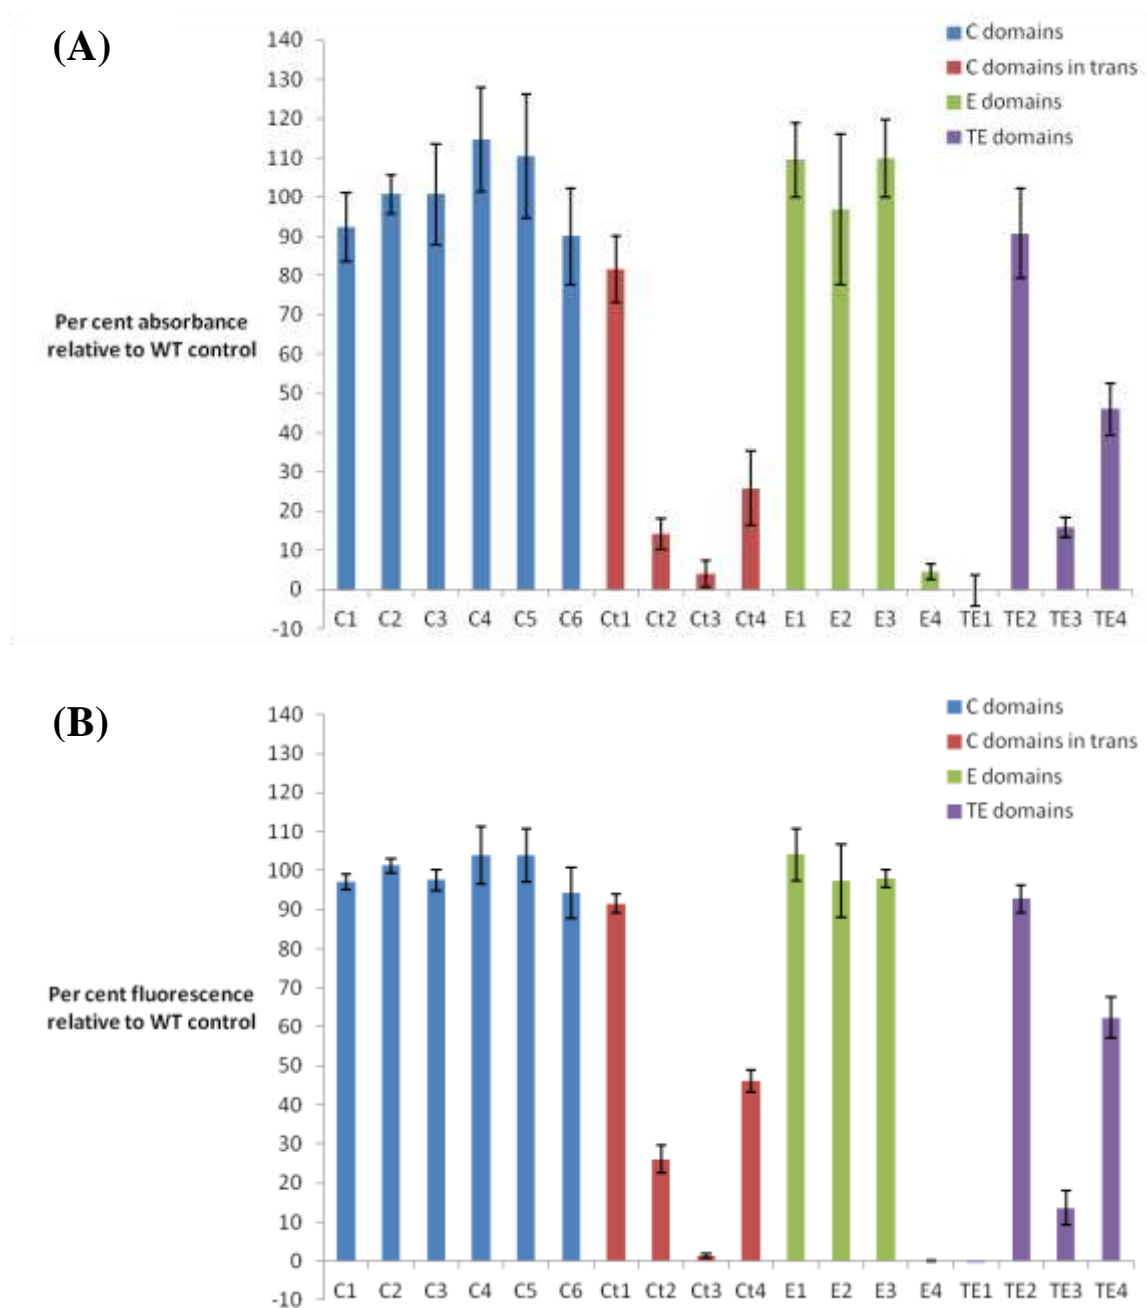 (A)
C domains
C domains in trans
E domains
TE domains
Per cent absorbance
relative to WT control
140
130
120
110
100
90
80
70
60
50
40
30
20
10
0
-10
C1 C2 C3 C4 C5 C6 Ct1 Ct2 Ct3 Ct4 E1 E2 E3 E4 TE1 TE2 TE3 TE4
(B)
C domains
C domains in trans
E domains
TE domains
Per cent fluorescence
relative to WT control
140
130
120
110
100
90
80
70
60
50
40
30
20
10
0
-10
C1 C2 C3 C4 C5 C6 Ct1 Ct2 Ct3 Ct4 E1 E2 E3 E4 TE1 TE2 TE3 TE4